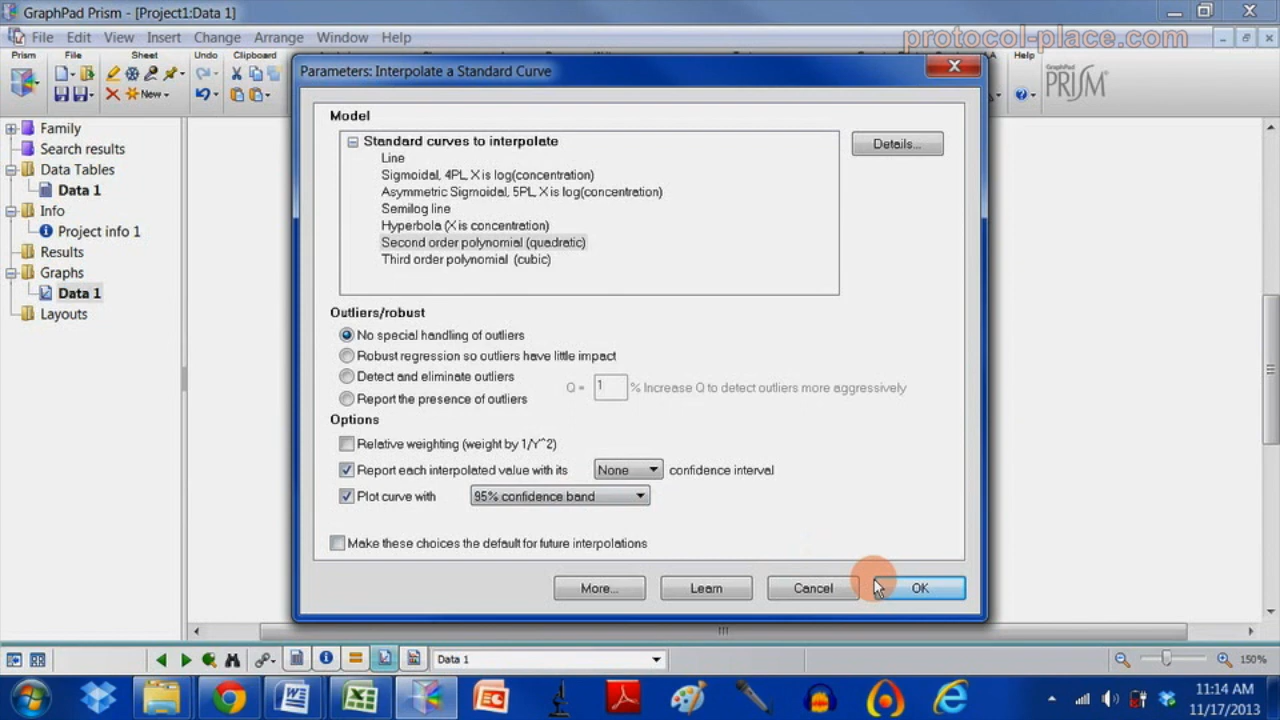 GraphPad Prism - [Project1:Data 1]
File Edit View Insert Change Arrange Window Help
protocol-place.com
Prism File Sheet Undo Clipboard Help
New
GraphPad
PRISM
Family
Search results
Data Tables
Data 1
Info
Project info 1
Results
Graphs
Data 1
Layouts
Parameters: Interpolate a Standard Curve
Model
Standard curves to interpolate
Details...
Line
Sigmoidal, 4PL, X is log(concentration)
Asymmetric Sigmoidal, 5PL, X is log(concentration)
Semilog line
Hyperbola (X is concentration)
Second order polynomial (quadratic)
Third order polynomial (cubic)
Outliers/robust
No special handling of outliers
Robust regression so outliers have little impact
Detect and eliminate outliers
Q = 1 % Increase Q to detect outliers more aggressively
Report the presence of outliers
Options
Relative weighting (weight by 1/Y^2)
Report each interpolated value with its None confidence interval
Plot curve with 95% confidence band
Make these choices the default for future interpolations
More... Learn Cancel OK
Data 1
150%
11:14 AM
11/17/2013